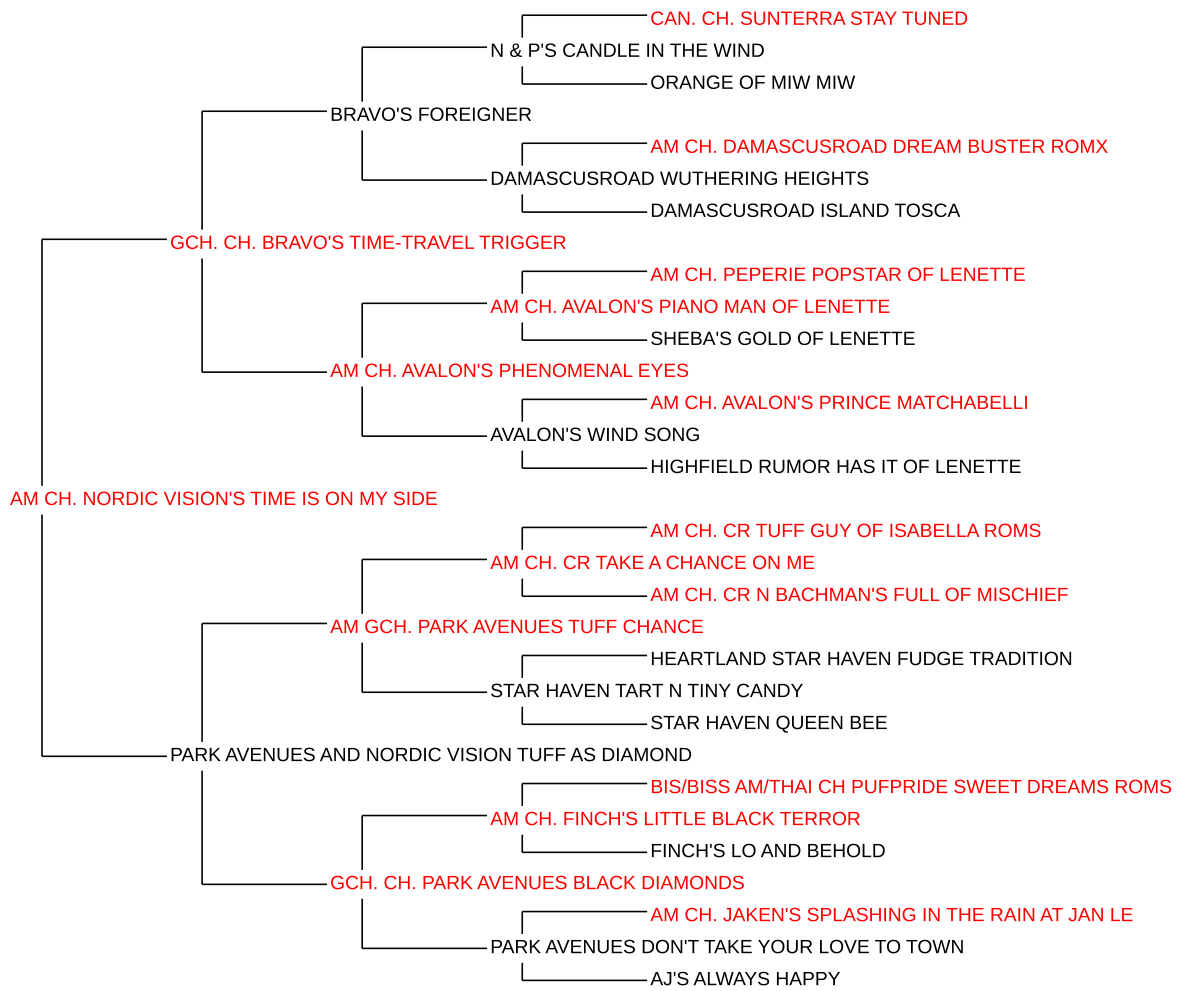 CAN. CH. SUNTERRA STAY TUNED
N & P'S CANDLE IN THE WIND
ORANGE OF MIW MIW
BRAVO'S FOREIGNER
AM CH. DAMASCUSROAD DREAM BUSTER ROMX
DAMASCUSROAD WUTHERING HEIGHTS
DAMASCUSROAD ISLAND TOSCA
GCH. CH. BRAVO'S TIME-TRAVEL TRIGGER
AM CH. PEPERIE POPSTAR OF LENETTE
AM CH. AVALON'S PIANO MAN OF LENETTE
SHEBA'S GOLD OF LENETTE
AM CH. AVALON'S PHENOMENAL EYES
AM CH. AVALON'S PRINCE MATCHABELLI
AVALON'S WIND SONG
HIGHFIELD RUMOR HAS IT OF LENETTE
AM CH. NORDIC VISION'S TIME IS ON MY SIDE
AM CH. CR TUFF GUY OF ISABELLA ROMS
AM CH. CR TAKE A CHANCE ON ME
AM CH. CR N BACHMAN'S FULL OF MISCHIEF
AM GCH. PARK AVENUES TUFF CHANCE
HEARTLAND STAR HAVEN FUDGE TRADITION
STAR HAVEN TART N TINY CANDY
STAR HAVEN QUEEN BEE
PARK AVENUES AND NORDIC VISION TUFF AS DIAMOND
BIS/BISS AM/THAI CH PUFPRIDE SWEET DREAMS ROMS
AM CH. FINCH'S LITTLE BLACK TERROR
FINCH'S LO AND BEHOLD
GCH. CH. PARK AVENUES BLACK DIAMONDS
AM CH. JAKEN'S SPLASHING IN THE RAIN AT JAN LE
PARK AVENUES DON'T TAKE YOUR LOVE TO TOWN
AJ'S ALWAYS HAPPY